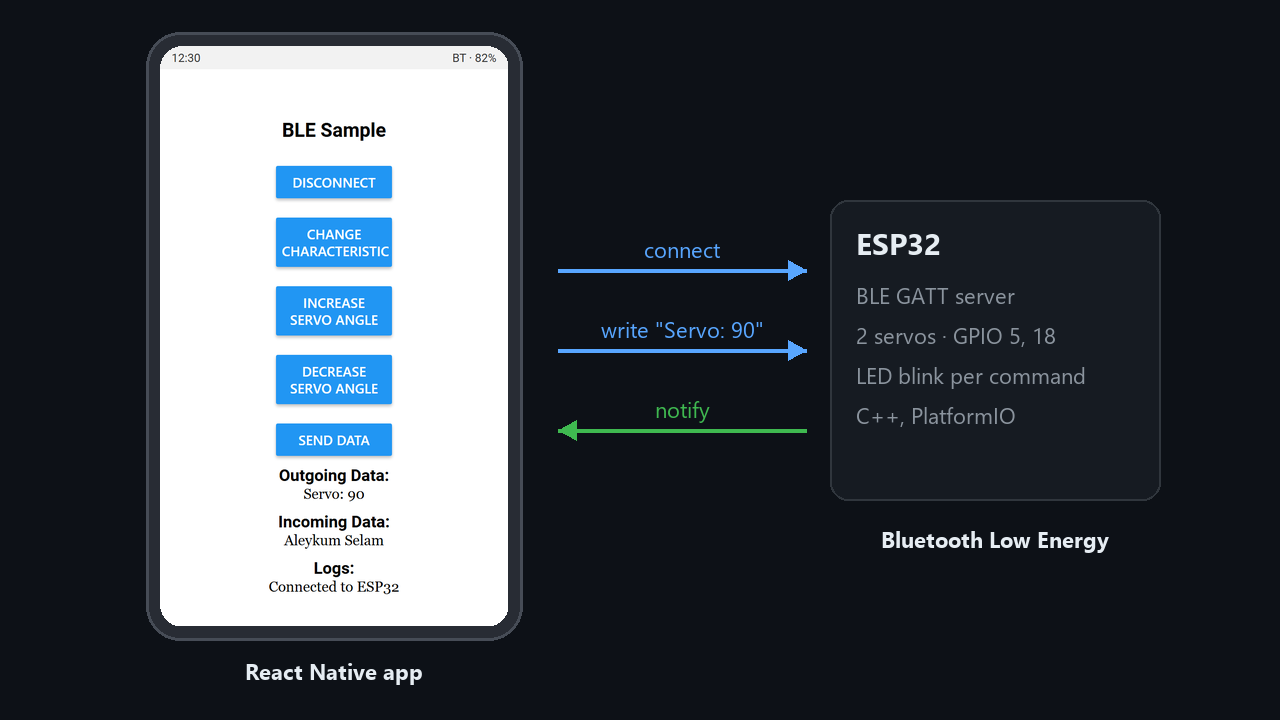 12:30
BT · 82%
BLE Sample
DISCONNECT
CHANGE
CHARACTERISTIC
INCREASE
SERVO ANGLE
DECREASE
SERVO ANGLE
SEND DATA
Outgoing Data:
Servo: 90
Incoming Data:
Aleykum Selam
Logs:
Connected to ESP32
React Native app
connect
write "Servo: 90"
notify
ESP32
BLE GATT server
2 servos · GPIO 5, 18
LED blink per command
C++, PlatformIO
Bluetooth Low Energy